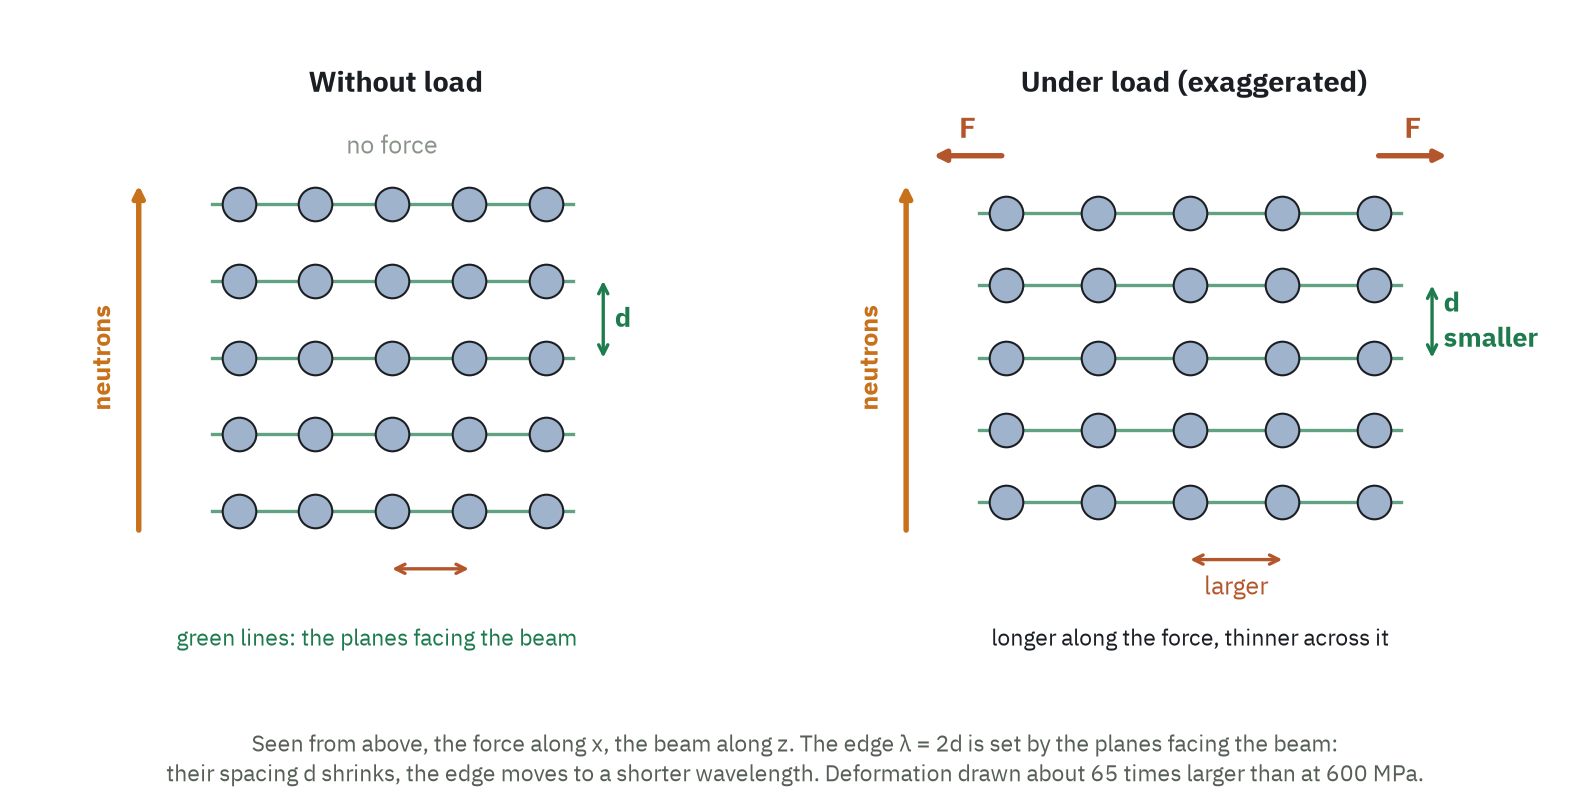 Without load
no force
neutrons
d
green lines: the planes facing the beam
Under load (exaggerated)
F
F
neutrons
d
smaller
larger
longer along the force, thinner across it
Seen from above, the force along x, the beam along z. The edge λ = 2d is set by the planes facing the beam:
their spacing d shrinks, the edge moves to a shorter wavelength. Deformation drawn about 65 times larger than at 600 MPa.